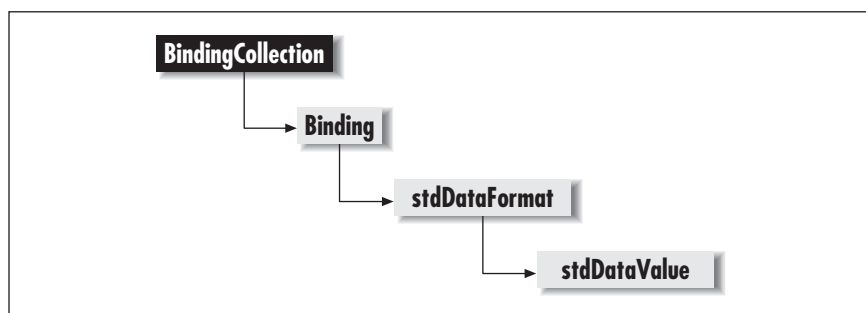 BindingCollection
Binding
stdDataFormat
stdDataValue